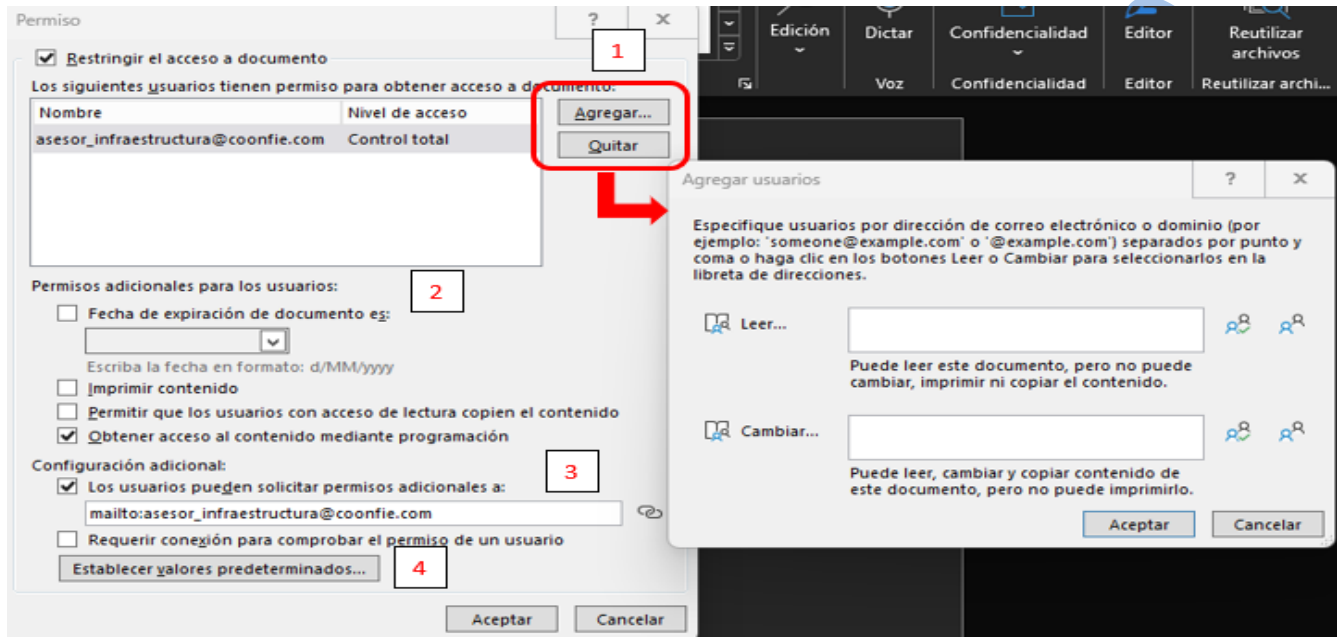 Permiso
? ×
1
Restringir el acceso a documento
Los siguientes usuarios tienen permiso para obtener acceso a documento:
Nombre Nivel de acceso
asesor_infraestructura@coonfie.com Control total
Agregar...
Quitar
Permisos adicionales para los usuarios:
2
Fecha de expiración de documento es:
Escriba la fecha en formato: d/MM/yyyy
Imprimir contenido
Permitir que los usuarios con acceso de lectura copien el contenido
Obtener acceso al contenido mediante programación
Configuración adicional:
3
Los usuarios pueden solicitar permisos adicionales a:
mailto:asesor_infraestructura@coonfie.com
Requerir conexión para comprobar el permiso de un usuario
Establecer valores predeterminados...
4
Aceptar Cancelar
Edición Dictar Confidencialidad Editor Reutilizar
archivos
Voz Confidencialidad Editor Reutilizar archi...
Agregar usuarios
? ×
Especifique usuarios por dirección de correo electrónico o dominio (por
ejemplo: 'someone@example.com' o '@example.com') separados por punto y
coma o haga clic en los botones Leer o Cambiar para seleccionarlos en la
libreta de direcciones.
Leer...
Puede leer este documento, pero no puede
cambiar, imprimir ni copiar el contenido.
Cambiar...
Puede leer, cambiar y copiar contenido de
este documento, pero no puede imprimirlo.
Aceptar Cancelar